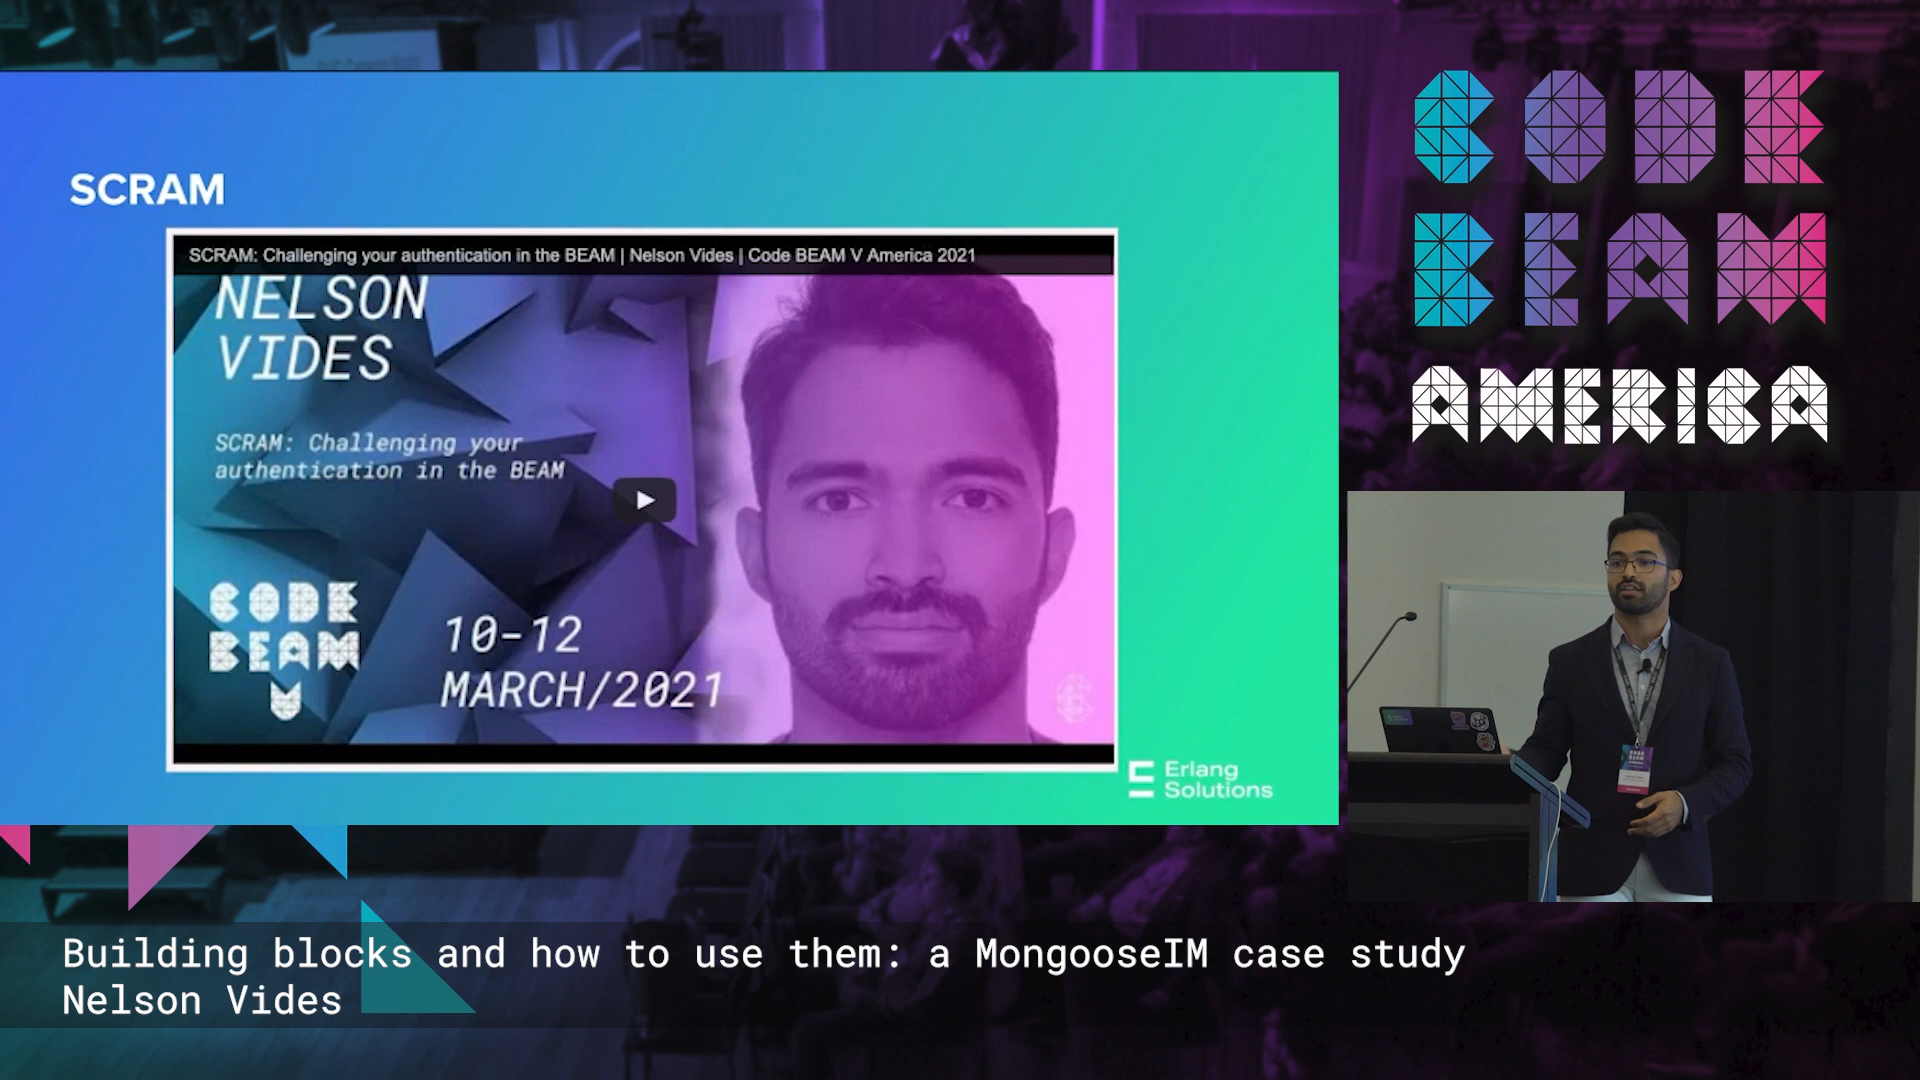 SCRAM
SCRAM: Challenging your authentication in the BEAM | Nelson Vides | Code BEAM V America 2021
NELSON
VIDES
SCRAM: Challenging your
authentication in the BEAM
CODE
BEAM
V
10-12
MARCH/2021
Erlang
Solutions
CODE
BEAM
AMERICA
Building blocks and how to use them: a MongooseIM case study
Nelson Vides